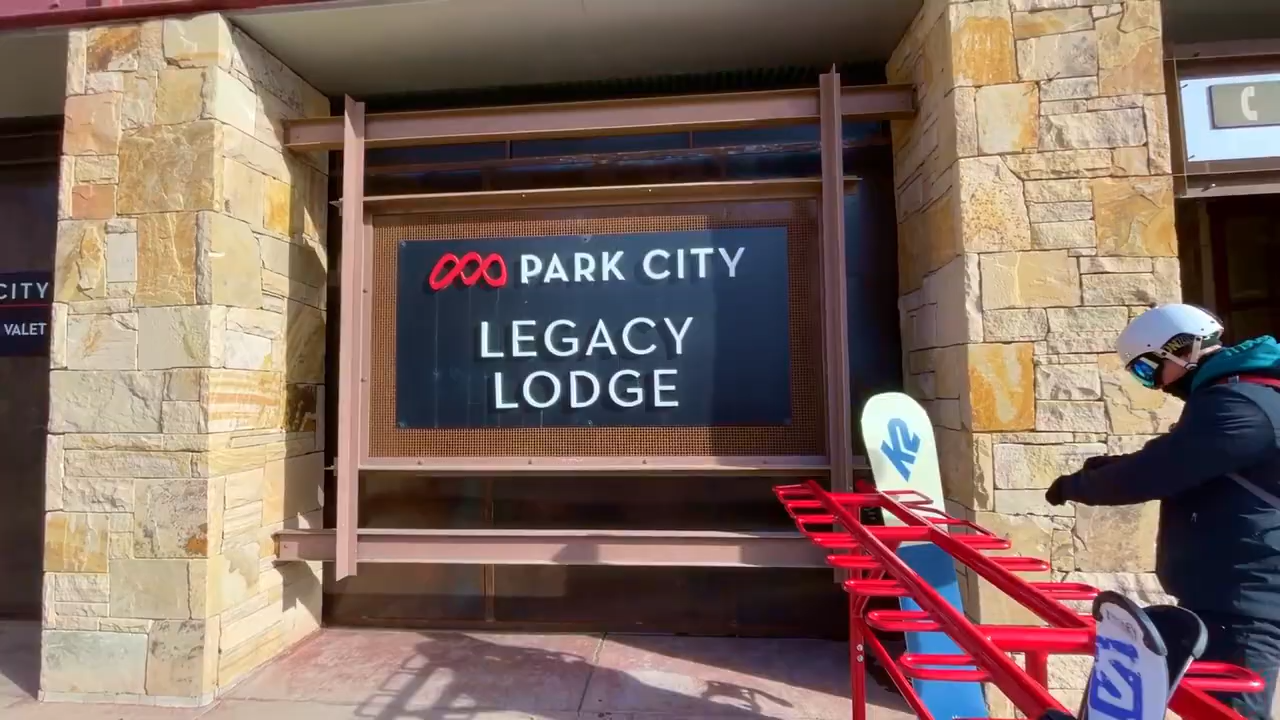 PARK CITY
LEGACY
LODGE
CITY
VALET
K2
S